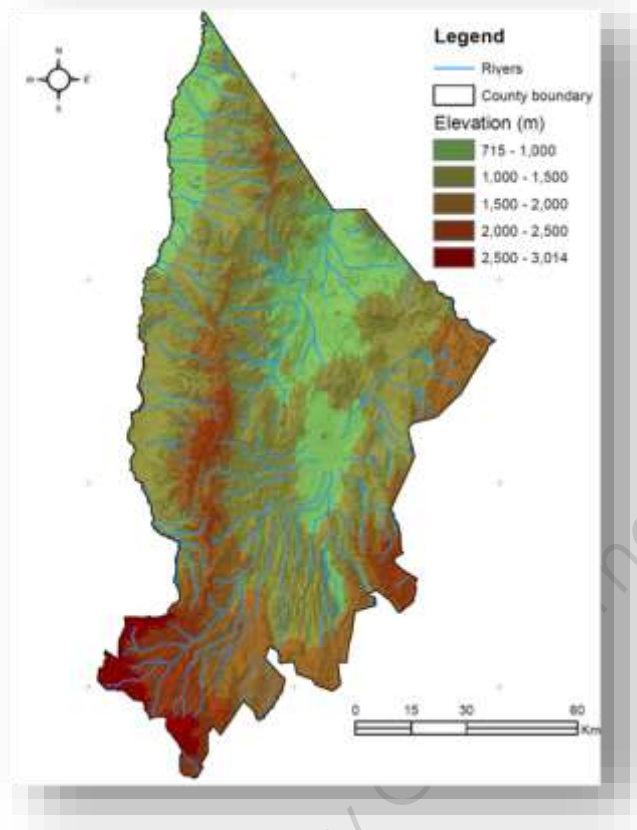 Legend
N
Rivers
County boundary
Elevation (m)
715 - 1,000
1,000 - 1,500
1,500 - 2,000
2,000 - 2,500
2,500 - 3,014
0 15 30 60
Km